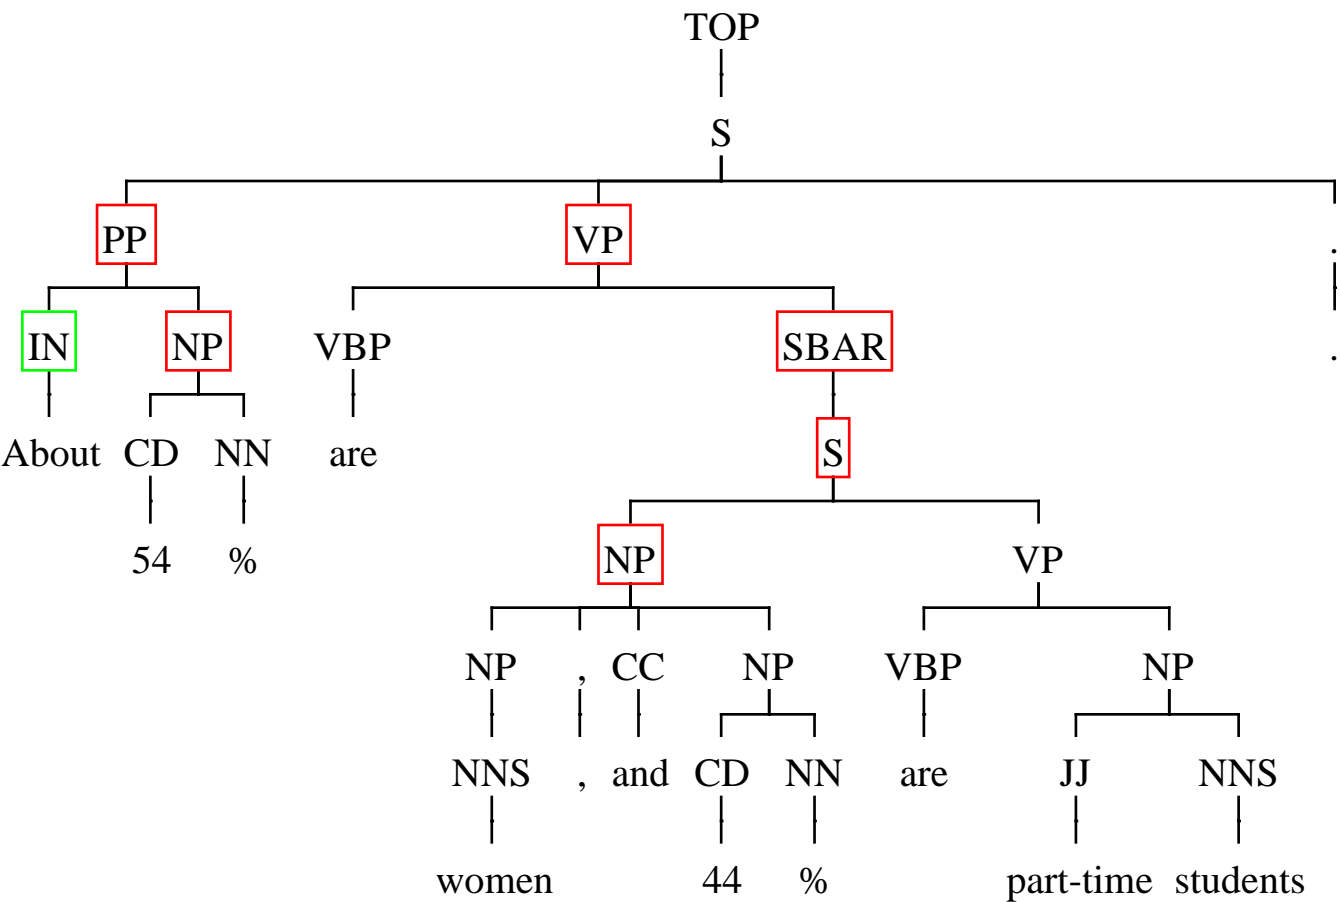 TOP
S
PP VP .
IN NP VBP SBAR .
About CD NN are S
54 % NP VP
NP , CC NP VBP NP
NNS , and CD NN are JJ NNS
women 44 % part-time students